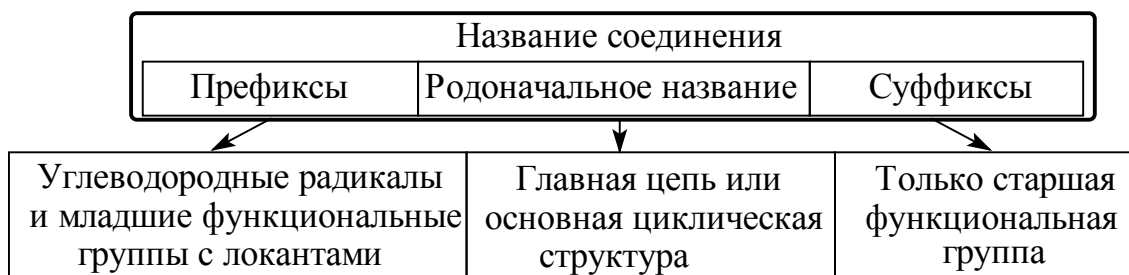 Название соединения
Префиксы
Родоначальное название
Суффиксы
Углеводородные радикалы
и младшие функциональные
группы с локантами
Главная цепь или
основная циклическая
структура
Только старшая
функциональная
группа